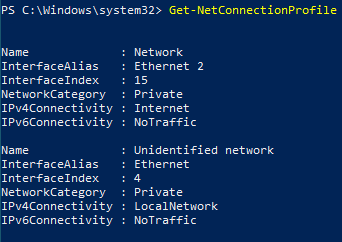 PS C:\Windows\system32> Get-NetConnectionProfile
Name             : Network
InterfaceAlias   : Ethernet 2
InterfaceIndex   : 15
NetworkCategory  : Private
IPv4Connectivity : Internet
IPv6Connectivity : NoTraffic
Name             : Unidentified network
InterfaceAlias   : Ethernet
InterfaceIndex   : 4
NetworkCategory  : Private
IPv4Connectivity : LocalNetwork
IPv6Connectivity : NoTraffic